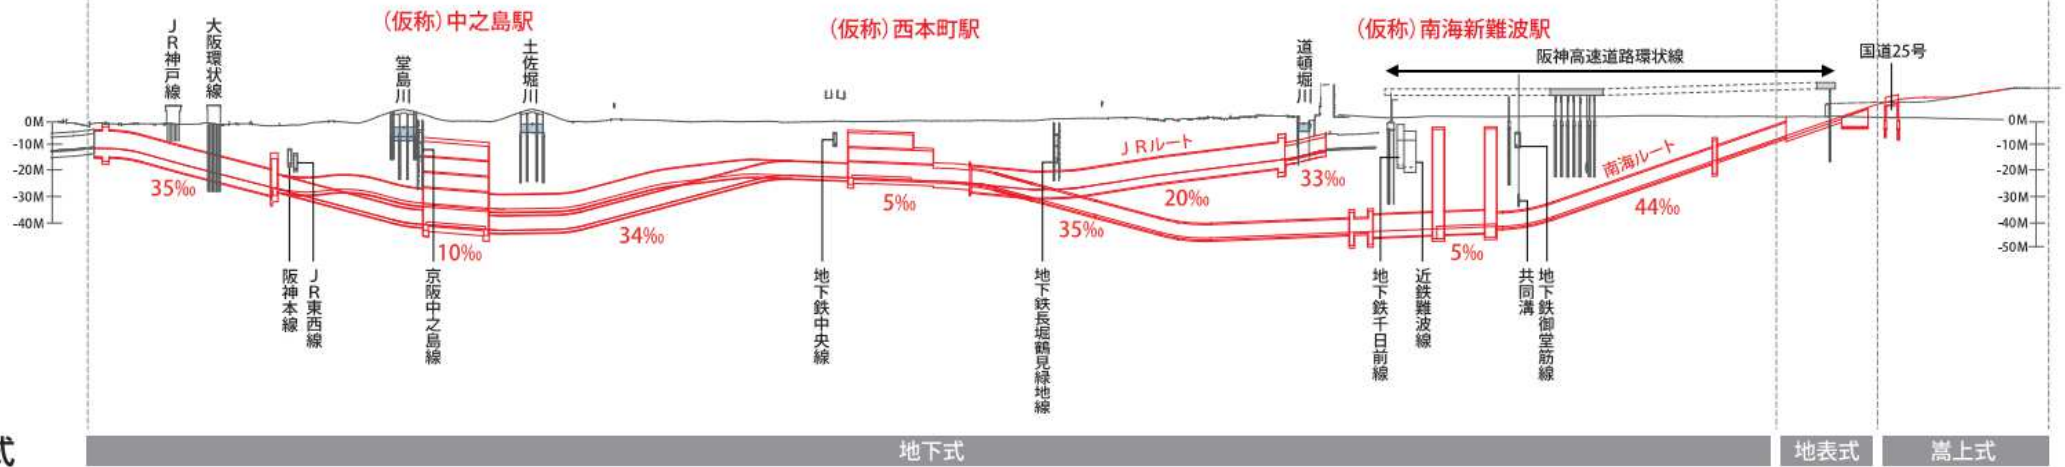 (仮称)中之島駅
(仮称)西本町駅
(仮称)南海新難波駅
JR神戸線
大阪環状線
堂島川
土佐堀川
道頓堀川
阪神高速道路環状線
国道25号
0M
-10M
-20M
-30M
-40M
0M
-10M
-20M
-30M
-40M
-50M
JRルート
南海ルート
35‰
10‰
34‰
5‰
35‰
20‰
33‰
5‰
44‰
阪神本線
JR東西線
京阪中之島線
地下鉄中央線
地下鉄長堀鶴見緑地線
地下鉄千日前線
近鉄難波線
共同溝
地下鉄御堂筋線
式
地下式
地表式
嵩上式